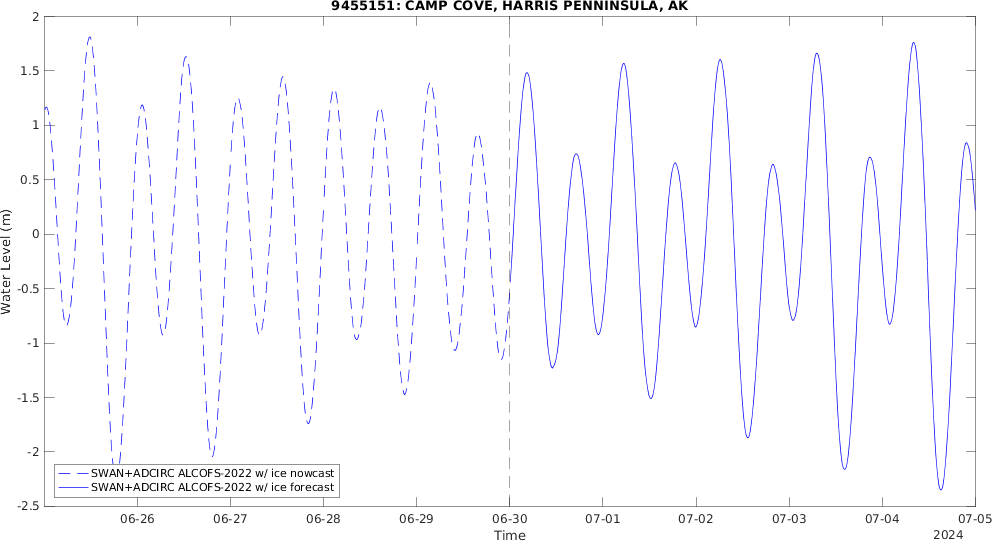 9455151: CAMP COVE, HARRIS PENNINSULA, AK
Water Level (m)
2
1.5
1
0.5
0
-0.5
-1
-1.5
-2
-2.5
SWAN+ADCIRC ALCOFS-2022 w/ ice nowcast
SWAN+ADCIRC ALCOFS-2022 w/ ice forecast
06-26 06-27 06-28 06-29 06-30 07-01 07-02 07-03 07-04 07-05
Time
2024